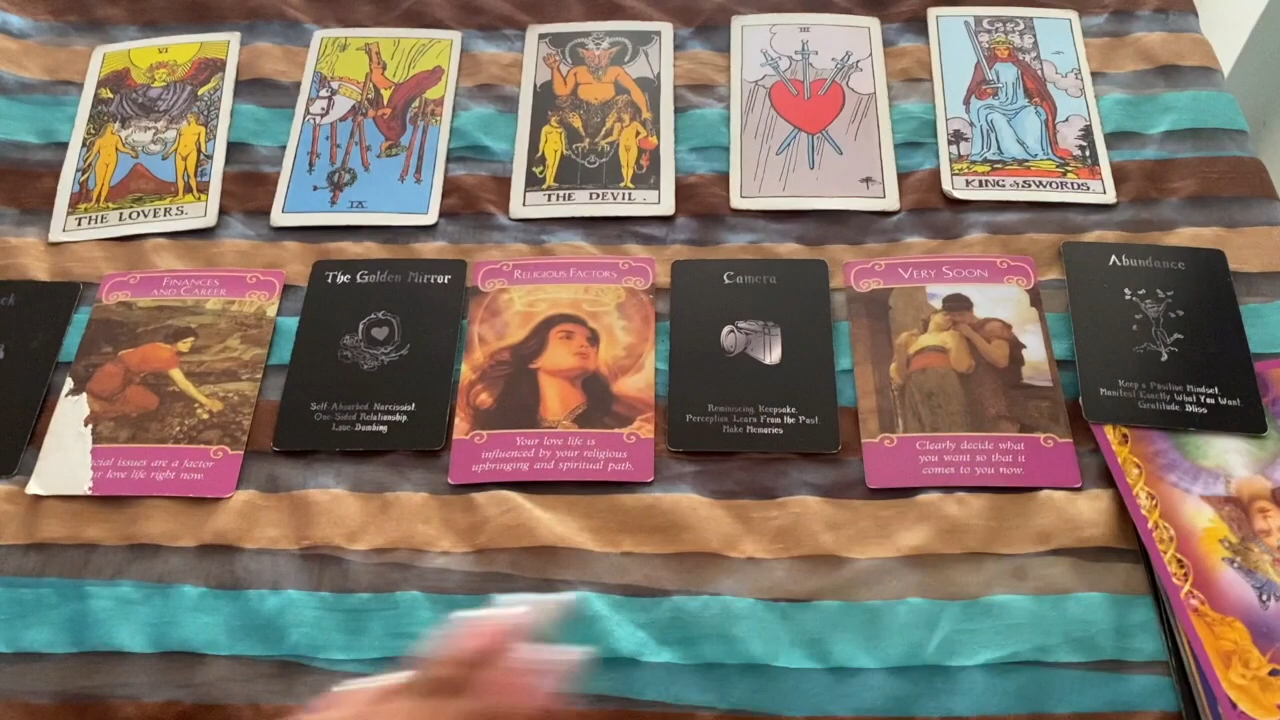 VI
THE LOVERS.
VI
THE DEVIL.
III
KING of SWORDS.
ck
FINANCES
AND CAREER
cial issues are a factor
ur love life right now.
The Golden Mirror
Self-Absorbed Narcissist.
One-Sided Relationship.
Love-Bombing
RELIGIOUS FACTORS
Your love life is
influenced by your religious
upbringing and spiritual path.
Camera
Reminiscing, Keepsake,
Perception, Learn From the Past.
Make Memories
VERY SOON
Clearly decide what
you want so that it
comes to you now.
Abundance
Keep a Positive Mindset.
Manifest Exactly What You Want.
Gratitude, Bliss